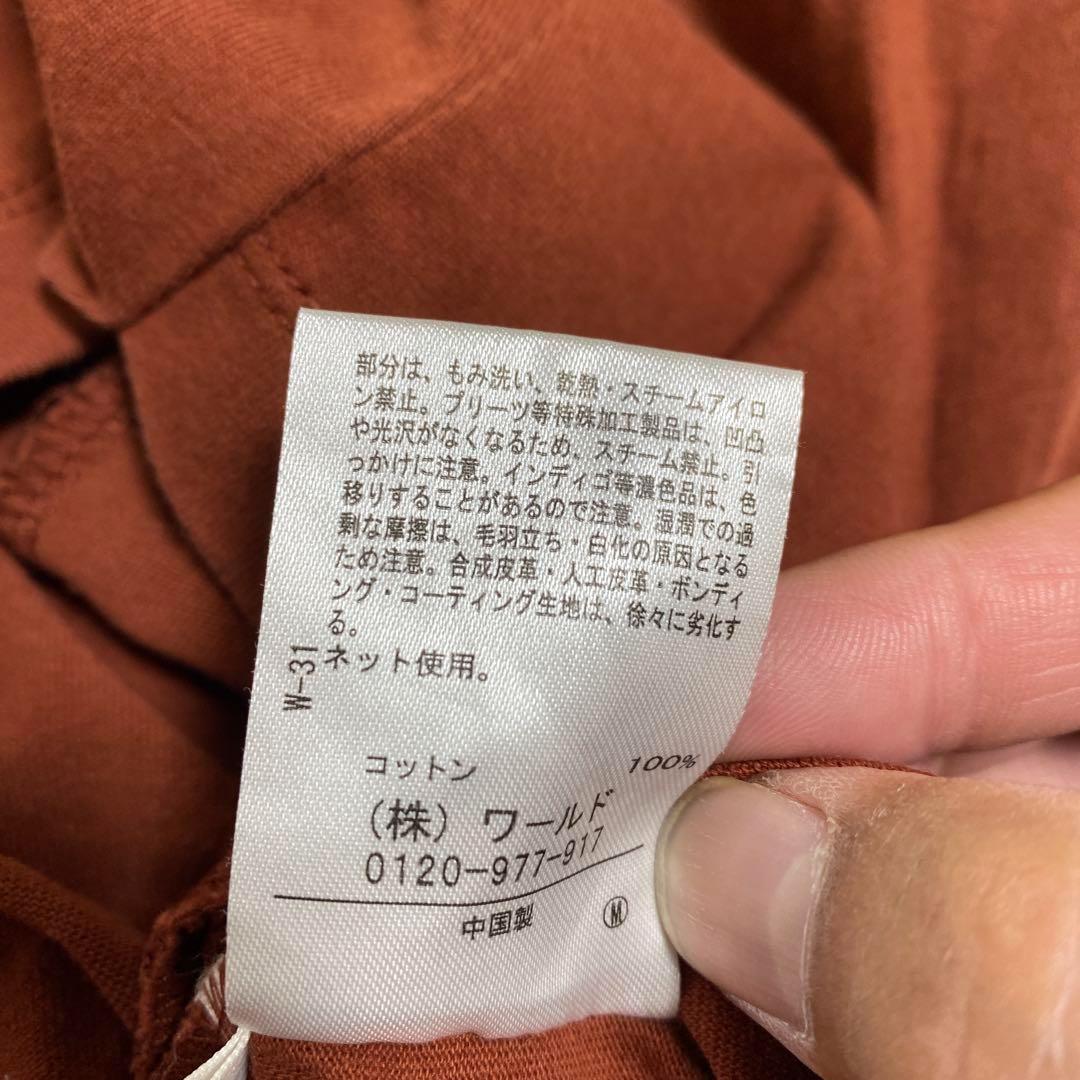 部分は、もみ洗い、乾熱・スチームアイロ
ン禁止。プリーツ等特殊加工製品は、凹凸
や光沢がなくなるため、スチーム禁止。引
っかけに注意。インディゴ等濃色品は、色
移りすることがあるので注意。湿潤での過
剰な摩擦は、毛羽立ち・白化の原因となる
ため注意。合成皮革・人工皮革・ボンディ
ング・コーティング生地は、徐々に劣化す
る。
ネット使用。
W-31
コットン 100%
(株) ワールド
0120-977-917
中国製 Ⓜ